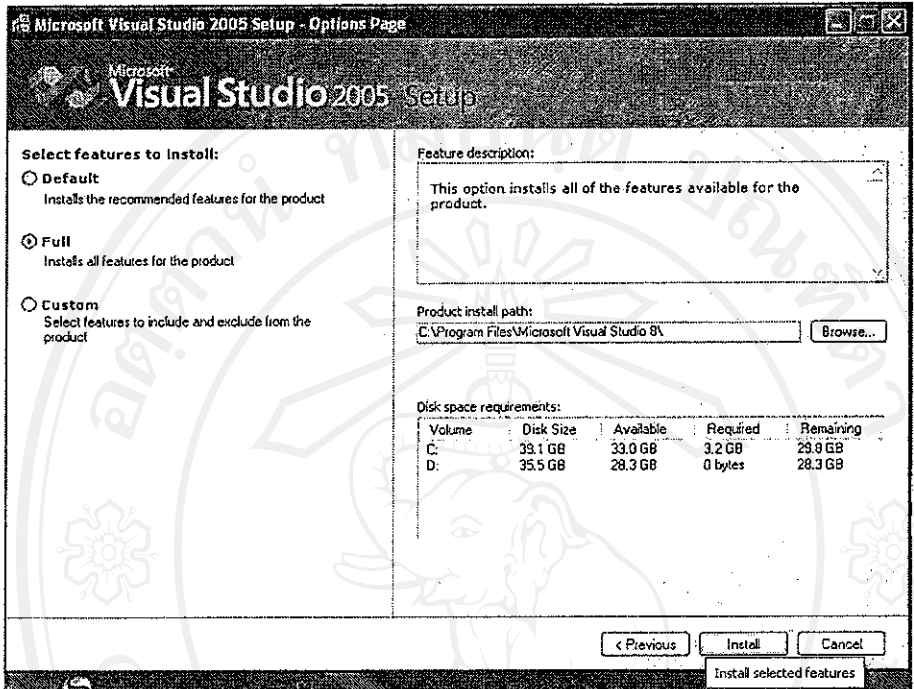 Microsoft Visual Studio 2005 Setup - Options Page
Microsoft
Visual Studio 2005 Setup
Select features to install:
Default
Installs the recommended features for the product
Full
Installs all features for the product
Custom
Select features to include and exclude from the
product
Feature description:
This option installs all of the features available for the
product.
Product install path:
C:\Program Files\Microsoft Visual Studio 8\
Browse...
Disk space requirements:
Volume Disk Size Available Required Remaining
C: 39.1 GB 33.0 GB 3.2 GB 29.8 GB
D: 35.5 GB 28.3 GB 0 bytes 28.3 GB
< Previous
Install
Cancel
Install selected features